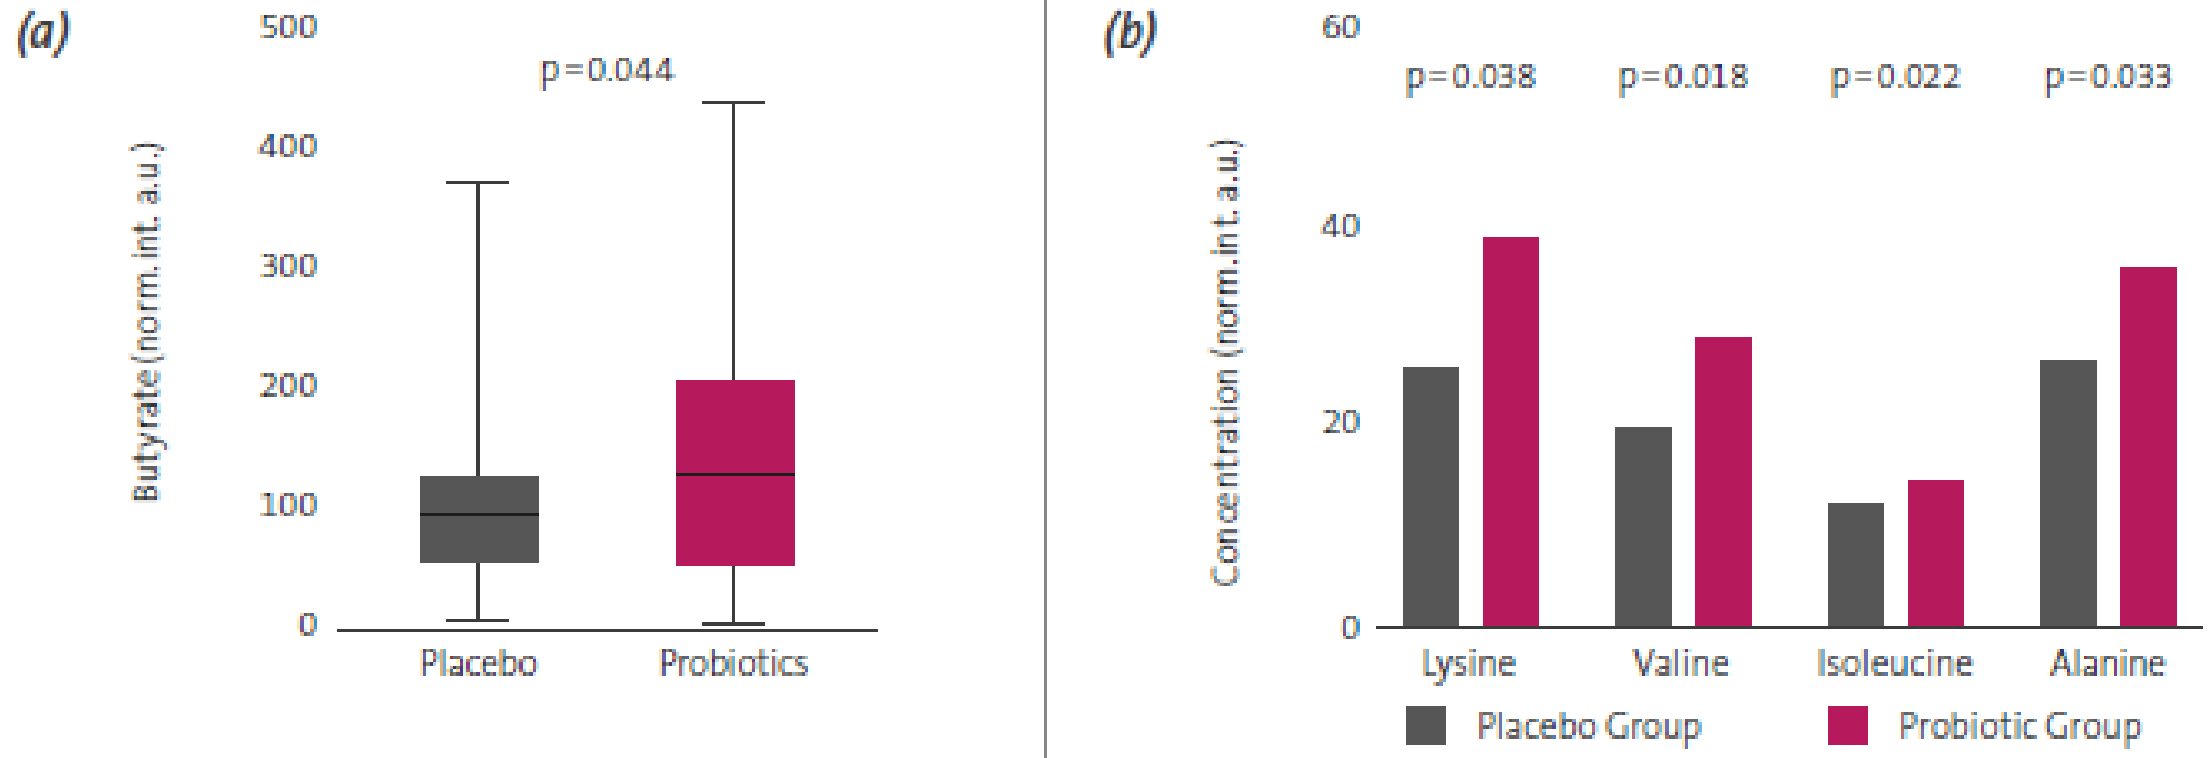 (a)
500
400
300
200
100
0
Butyrate (norm. int. a.u.)
p=0.044
Placebo
Probiotics
(b)
60
40
20
0
Concentration (norm.int. a.u.)
p=0.038
p=0.018
p=0.022
p=0.033
Lysine
Valine
Isoleucine
Alanine
Placebo Group
Probiotic Group